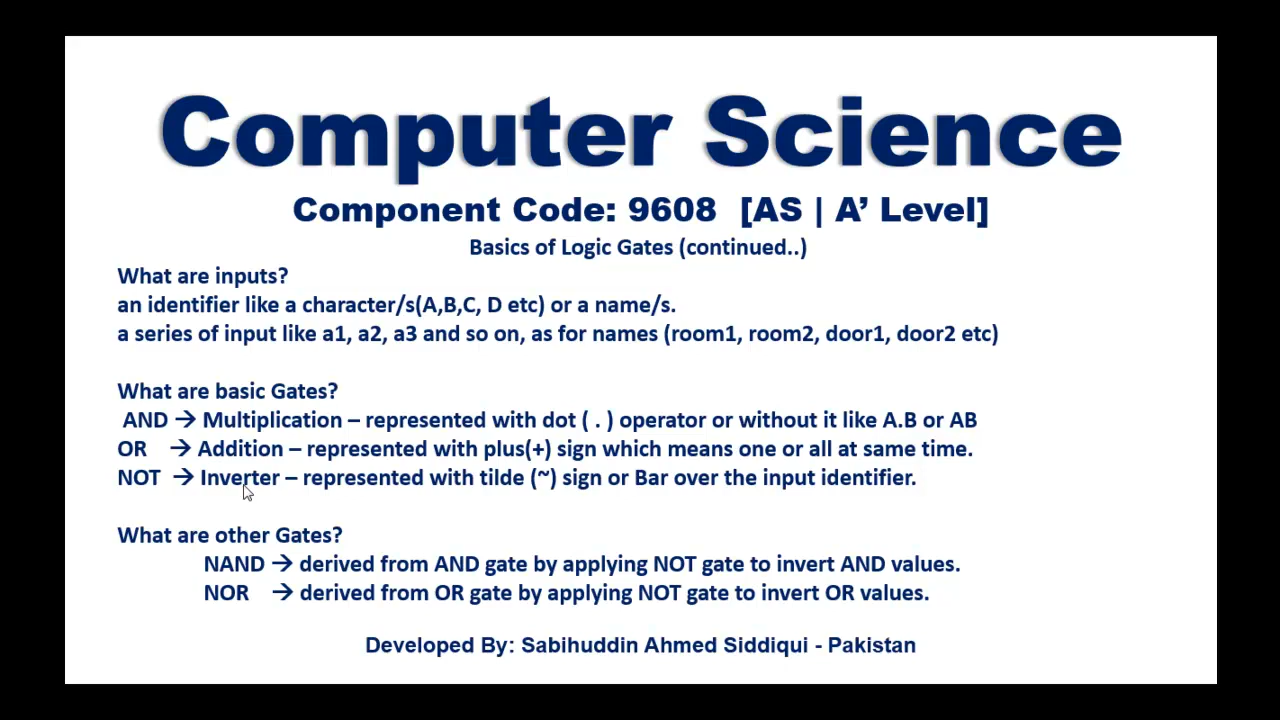 Computer Science
Component Code: 9608 [AS | A’ Level]
Basics of Logic Gates (continued..)
What are inputs?
an identifier like a character/s(A,B,C, D etc) or a name/s.
a series of input like a1, a2, a3 and so on, as for names (room1, room2, door1, door2 etc)
What are basic Gates?
AND → Multiplication – represented with dot ( . ) operator or without it like A.B or AB
OR → Addition – represented with plus(+) sign which means one or all at same time.
NOT → Inverter – represented with tilde (~) sign or Bar over the input identifier.
What are other Gates?
NAND → derived from AND gate by applying NOT gate to invert AND values.
NOR → derived from OR gate by applying NOT gate to invert OR values.
Developed By: Sabihuddin Ahmed Siddiqui - Pakistan